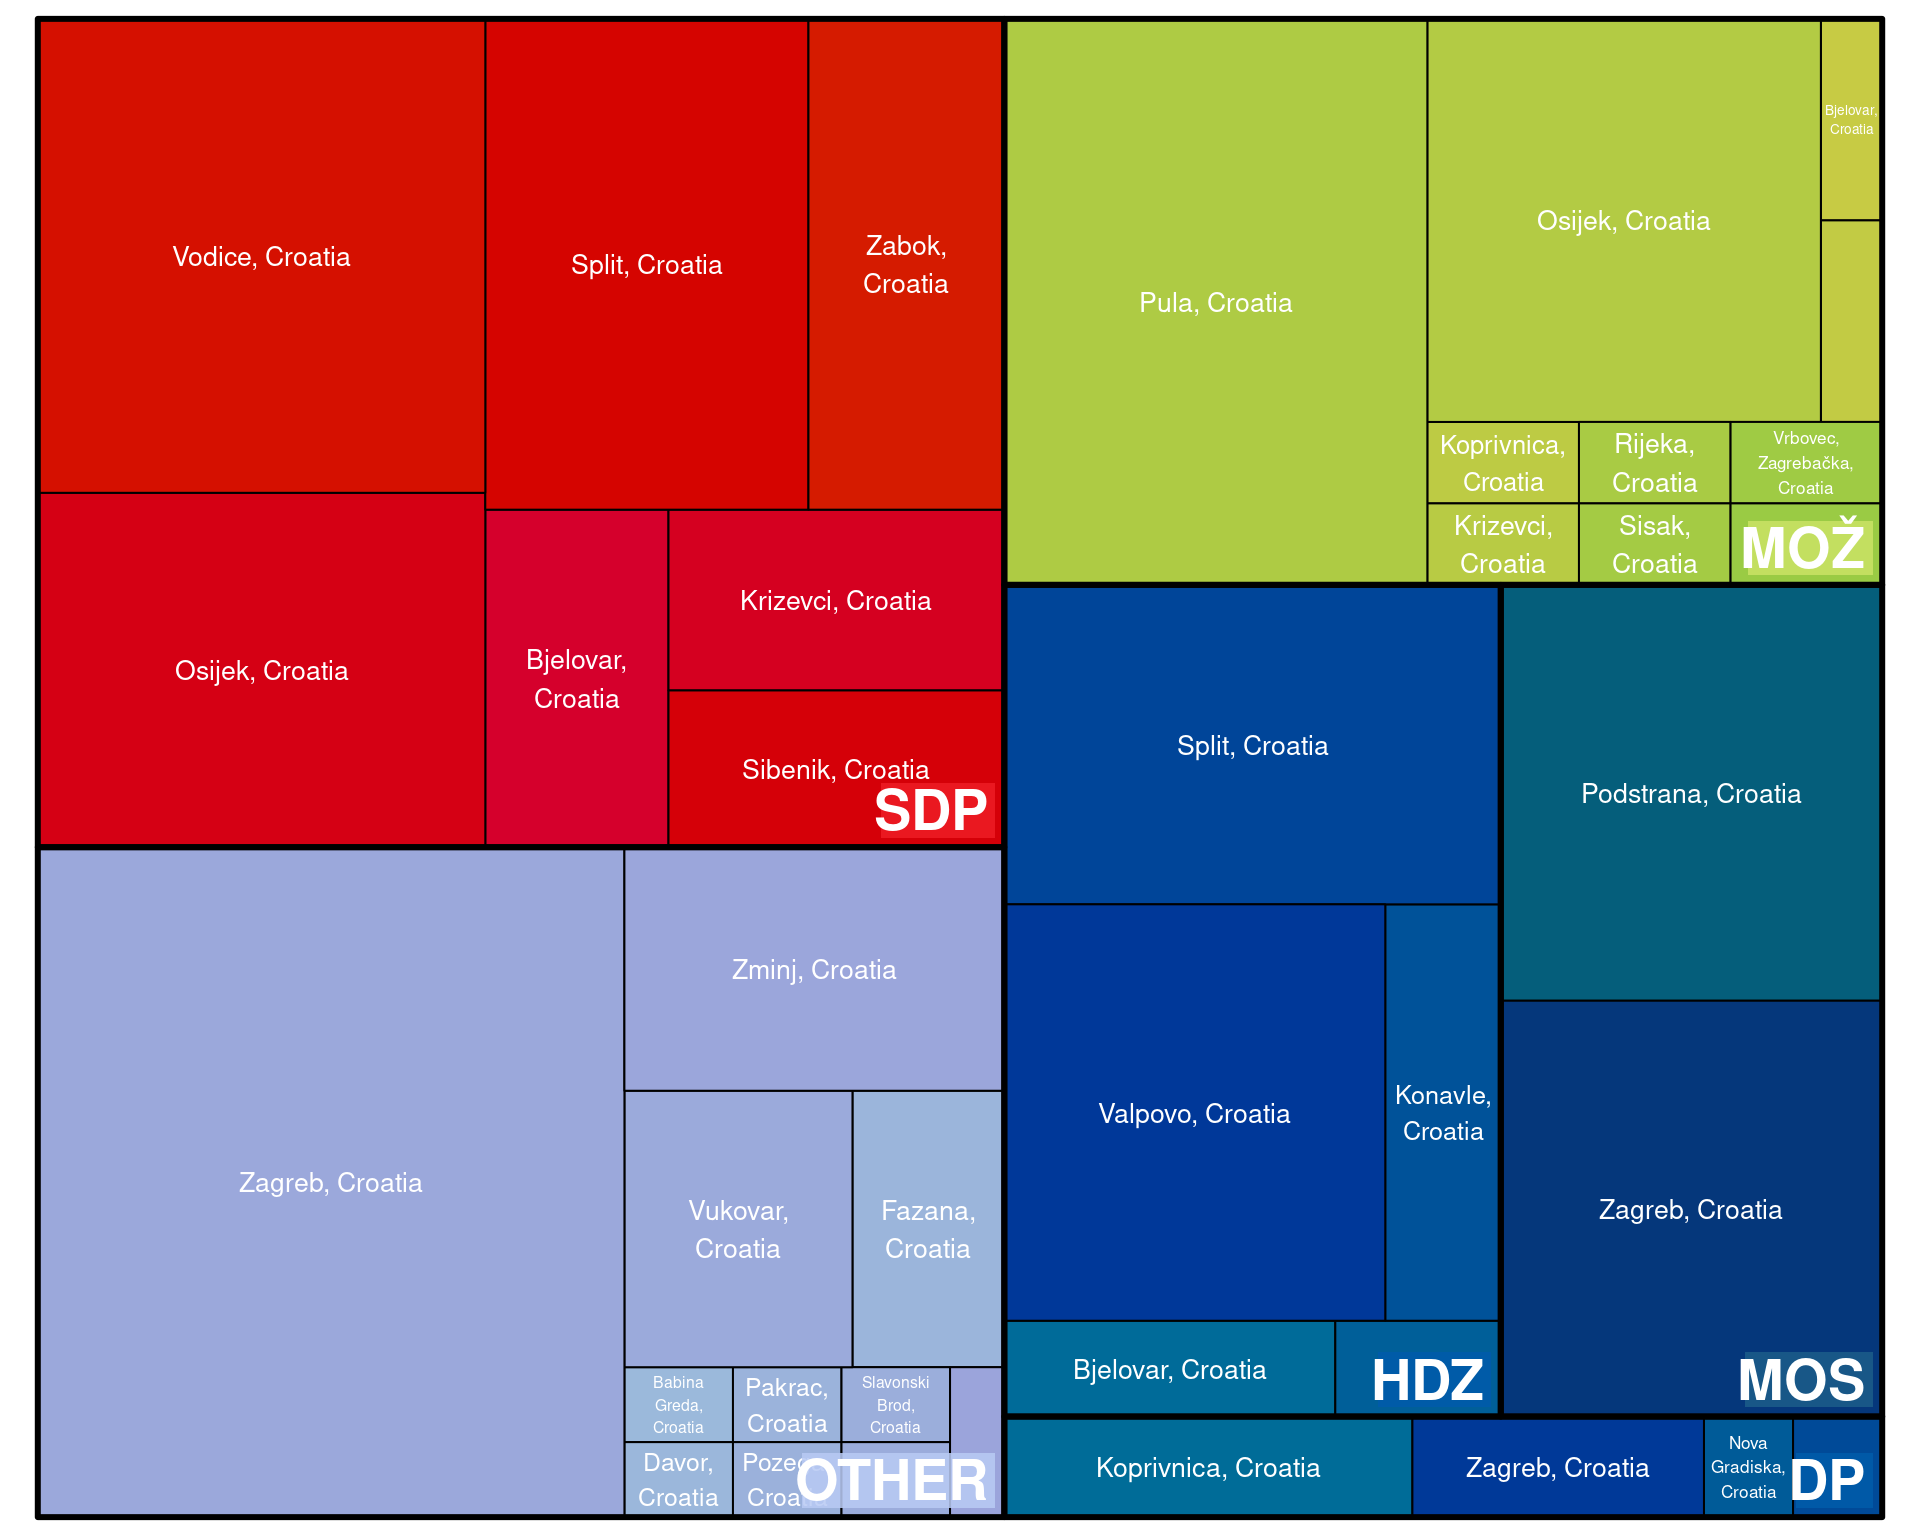 Vodice, Croatia
Split, Croatia
Zabok,
Croatia
Osijek, Croatia
Bjelovar,
Croatia
Krizevci, Croatia
Sibenik, Croatia
SDP
Pula, Croatia
Osijek, Croatia
Bjelovar,
Croatia
Koprivnica,
Croatia
Rijeka,
Croatia
Vrbovec,
Zagrebačka,
Croatia
Krizevci,
Croatia
Sisak,
Croatia
MOŽ
Zagreb, Croatia
Zminj, Croatia
Vukovar,
Croatia
Fazana,
Croatia
Babina
Greda,
Croatia
Pakrac,
Croatia
Slavonski
Brod,
Croatia
Davor,
Croatia
OTHER
Split, Croatia
Valpovo, Croatia
Konavle,
Croatia
Bjelovar, Croatia
HDZ
Podstrana, Croatia
Zagreb, Croatia
MOS
Koprivnica, Croatia
Zagreb, Croatia
Nova
Gradiska,
Croatia
DP